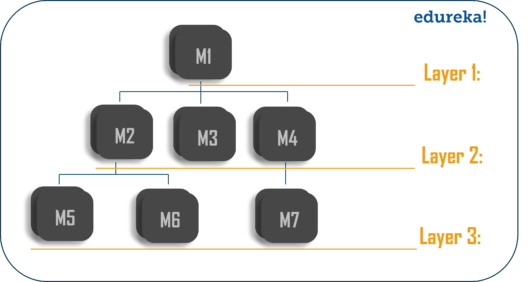 edureka!
M1
Layer 1:
M2 M3 M4
Layer 2:
M5 M6 M7
Layer 3: